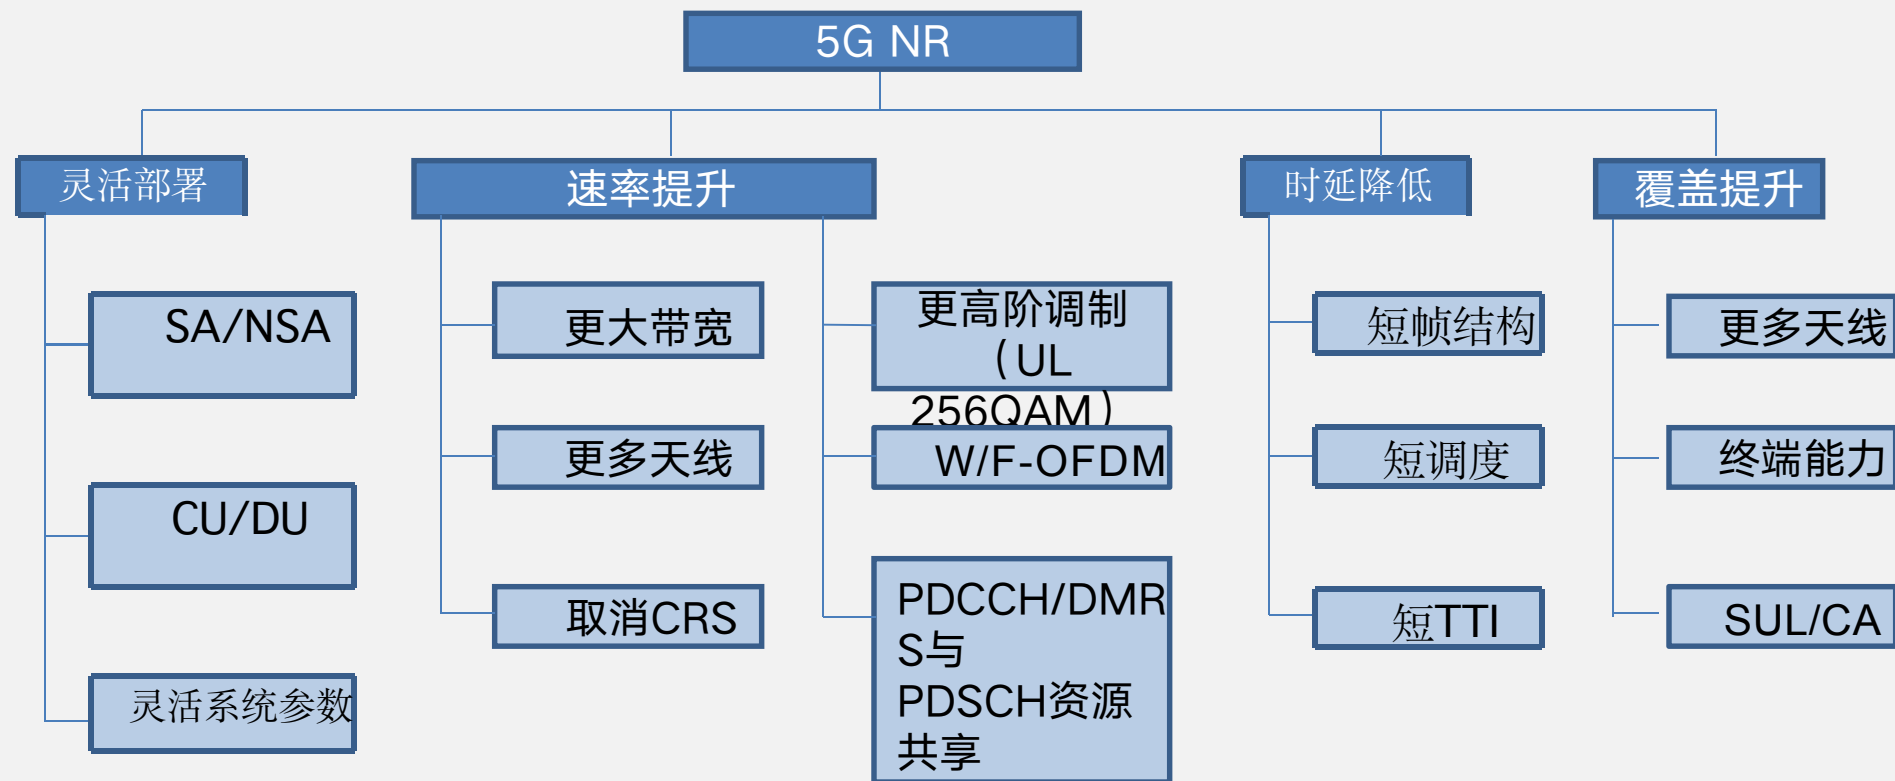 5G NR
灵活部署
速率提升
时延降低
覆盖提升
SA/NSA
CU/DU
灵活系统参数
更大带宽
更多天线
取消CRS
更高阶调制
（UL
256QAM）
W/F-OFDM
PDCCH/DMR
S与
PDSCH资源
共享
短帧结构
短调度
短TTI
更多天线
终端能力
SUL/CA